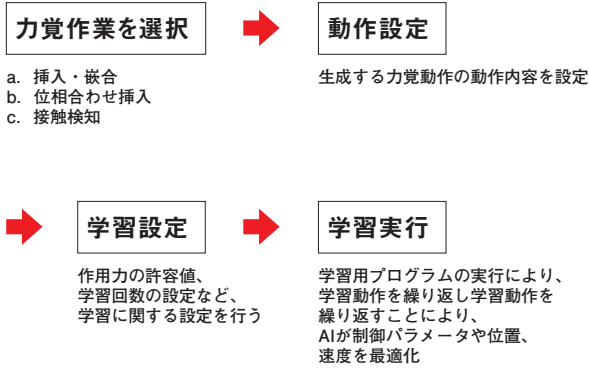 力覚作業を選択
a. 挿入・嵌合
b. 位相合わせ挿入
c. 接触検知
動作設定
生成する力覚動作の動作内容を設定
学習設定
作用力の許容値、
学習回数の設定など、
学習に関する設定を行う
学習実行
学習用プログラムの実行により、
学習動作を繰り返し学習動作を
繰り返すことにより、
AIが制御パラメータや位置、
速度を最適化